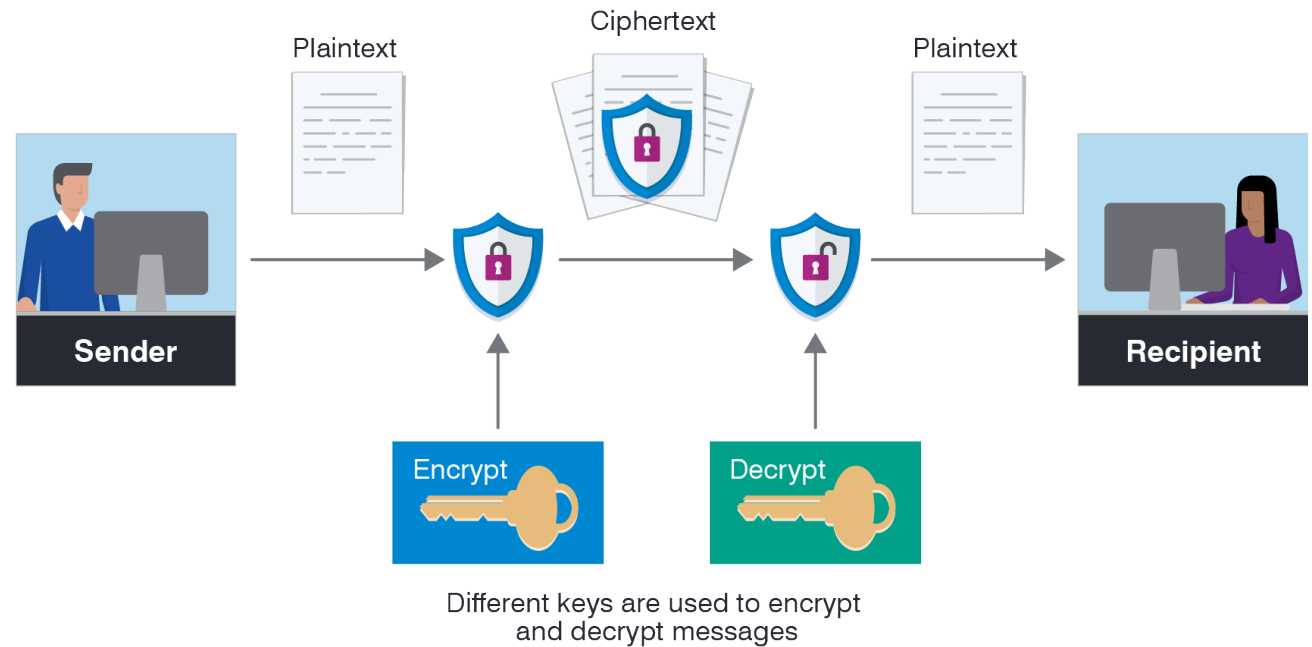 Ciphertext
Plaintext
Plaintext
Sender
Recipient
Encrypt
Decrypt
Different keys are used to encrypt
and decrypt messages